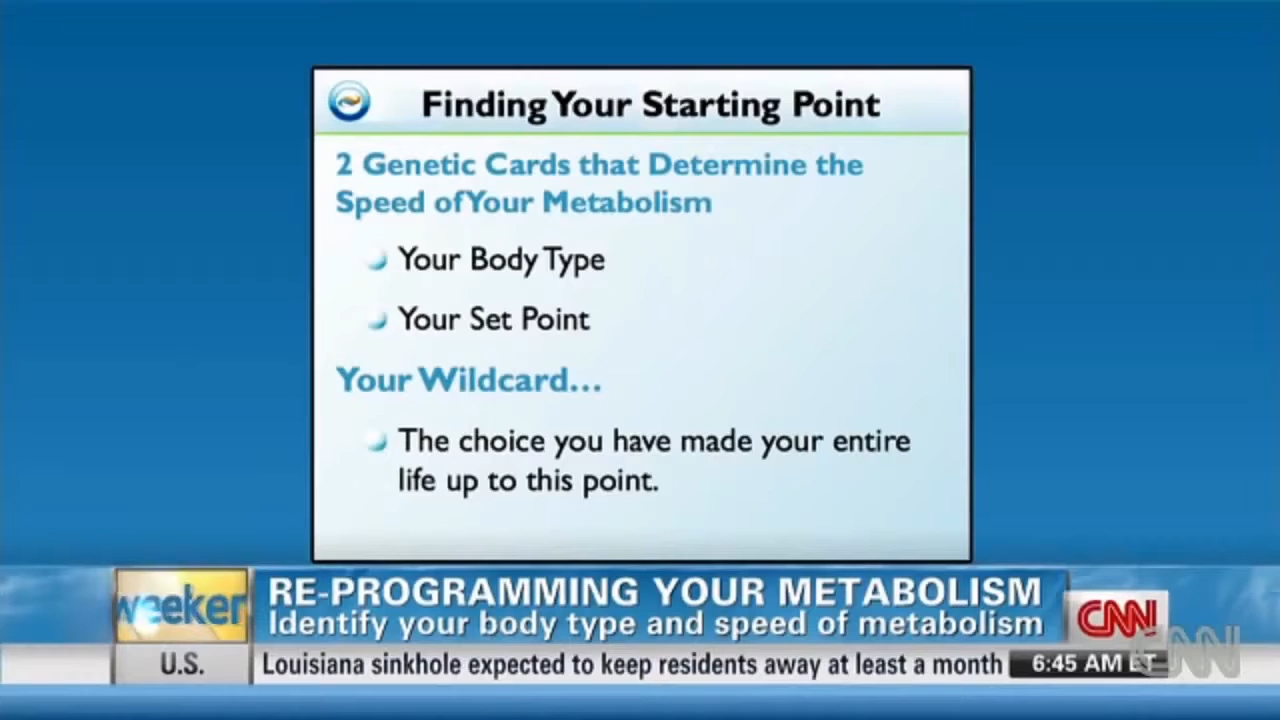 Finding Your Starting Point
2 Genetic Cards that Determine the
Speed of Your Metabolism
Your Body Type
Your Set Point
Your Wildcard...
The choice you have made your entire
life up to this point.
weeker
RE-PROGRAMMING YOUR METABOLISM
Identify your body type and speed of metabolism
CNN
U.S.
Louisiana sinkhole expected to keep residents away at least a month
6:45 AM ET
CNN